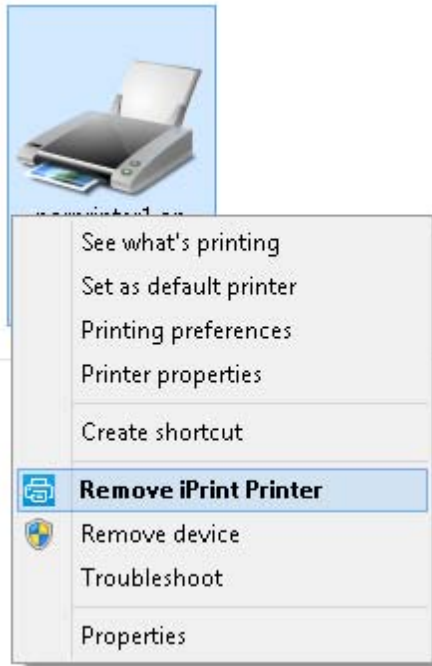 See what's printing
Set as default printer
Printing preferences
Printer properties
Create shortcut
Remove iPrint Printer
Remove device
Troubleshoot
Properties